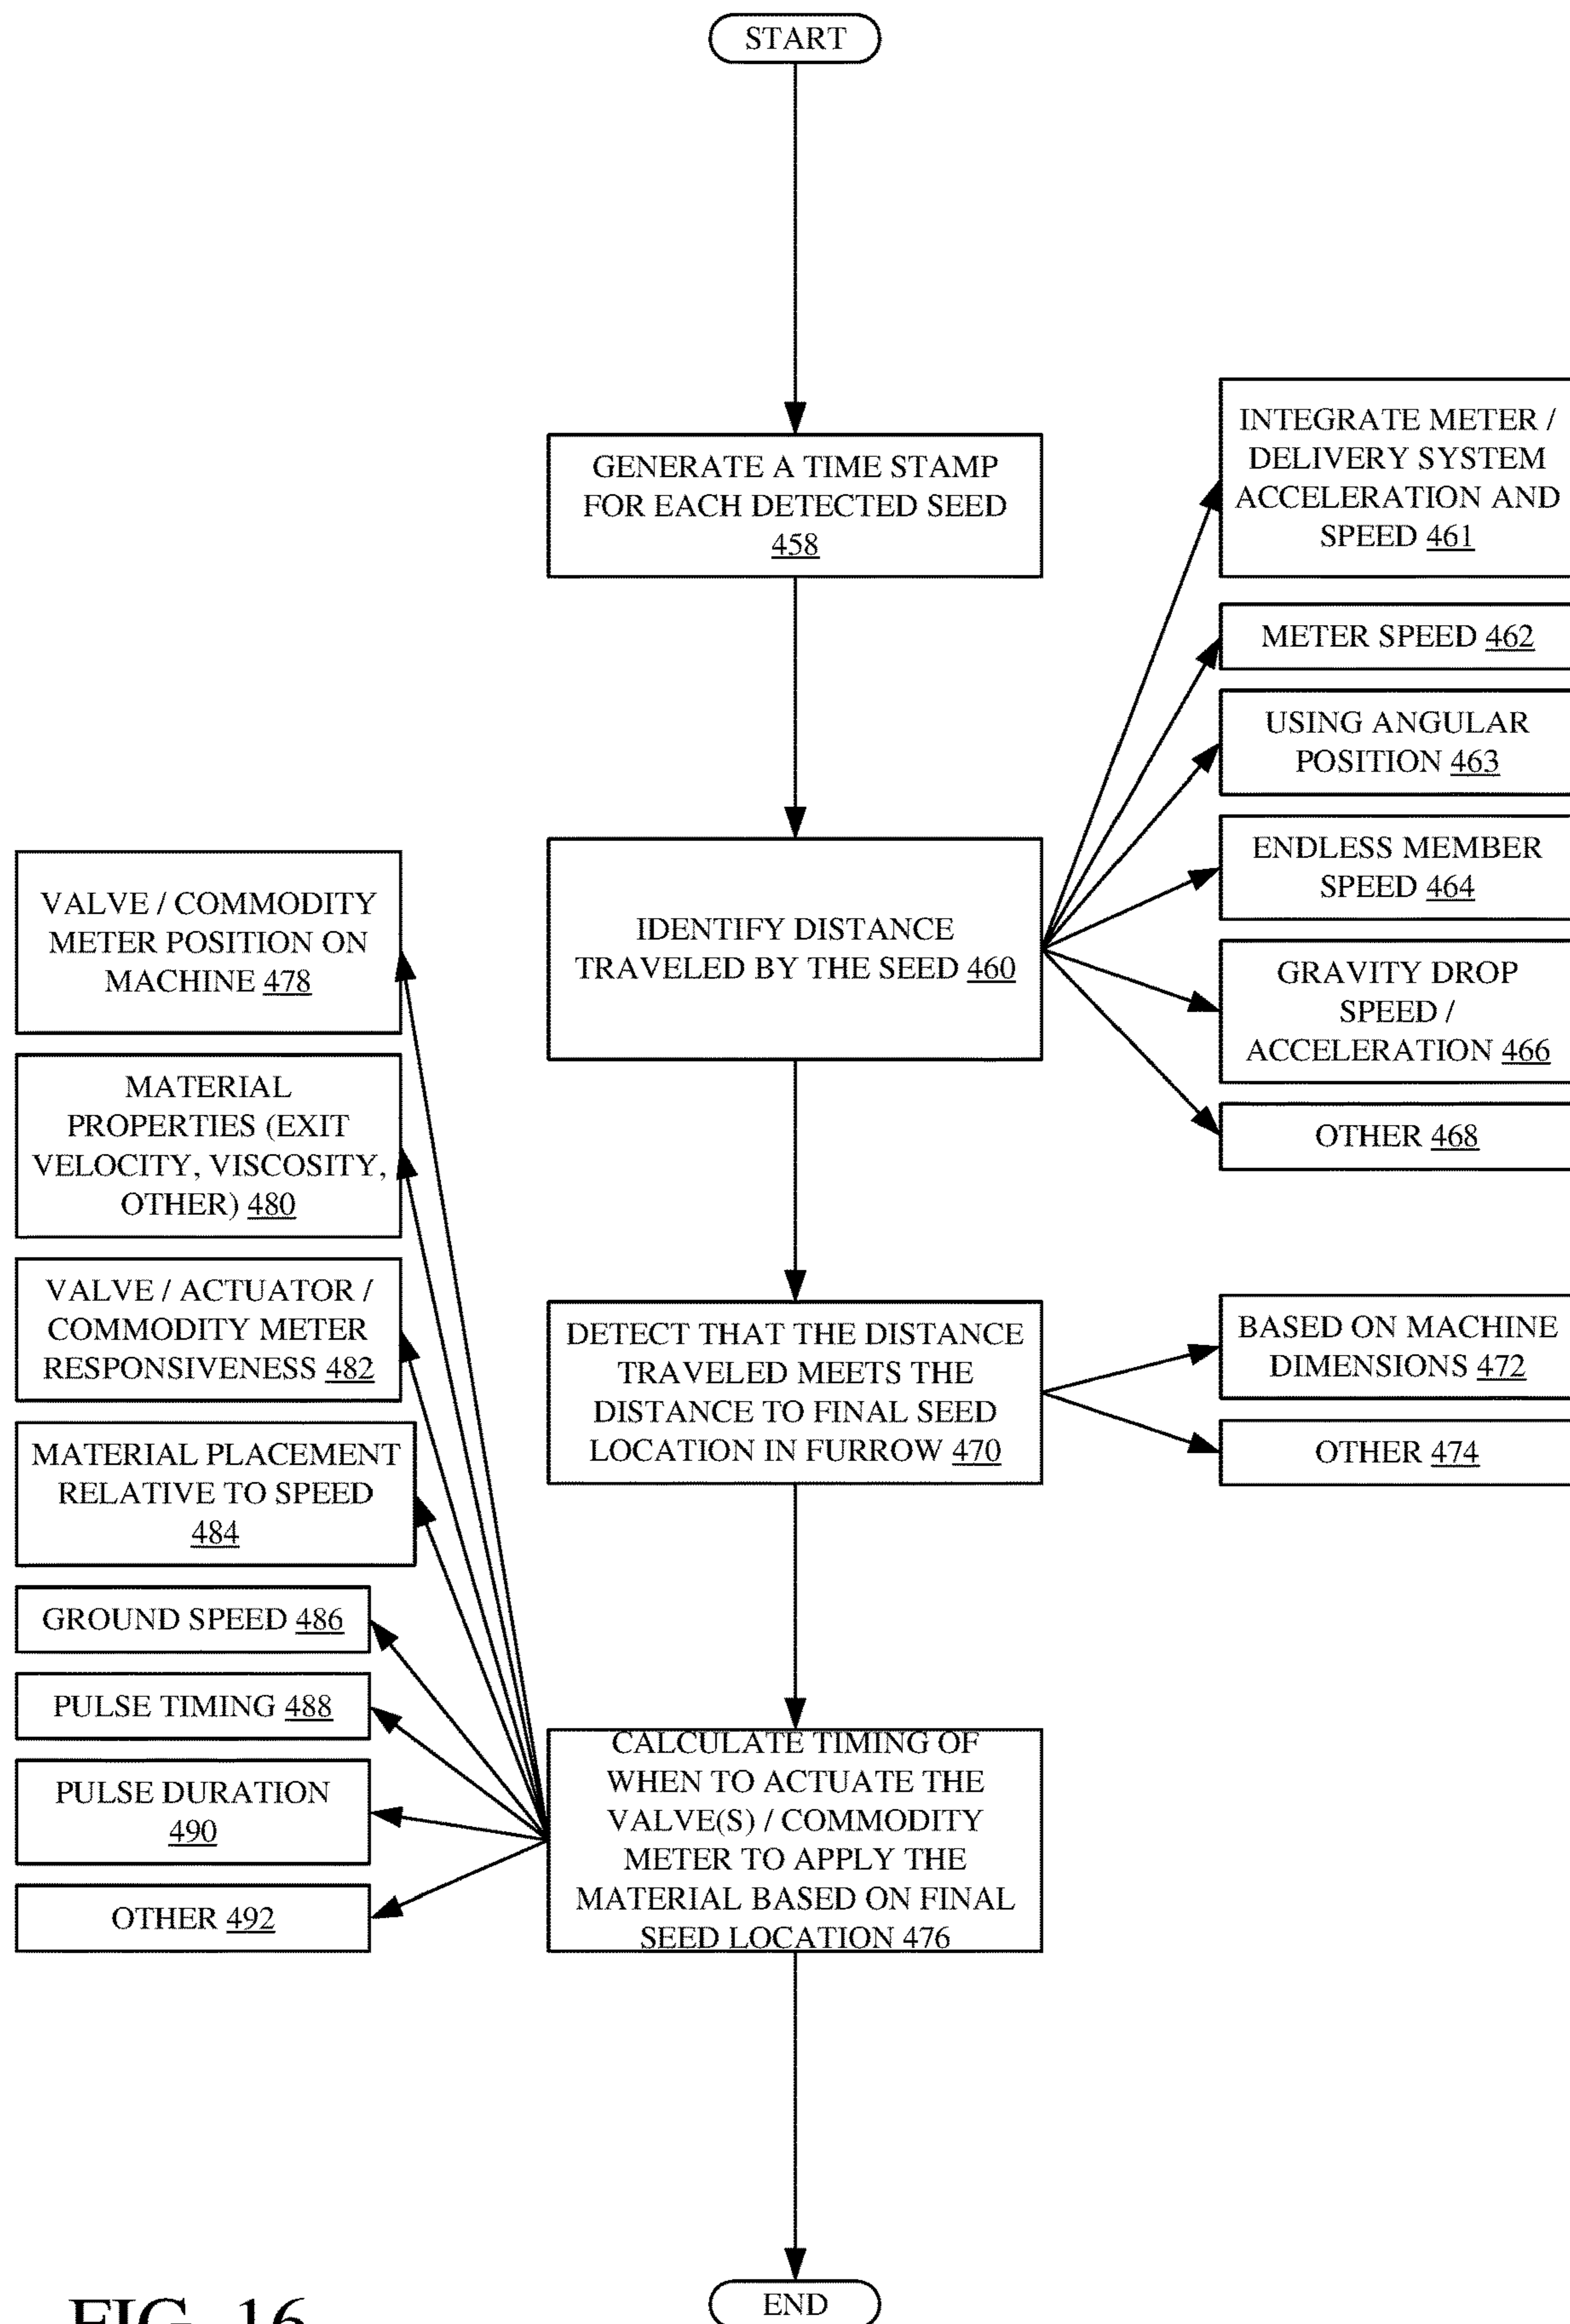 START
GENERATE A TIME STAMP
FOR EACH DETECTED SEED
458
INTEGRATE METER /
DELIVERY SYSTEM
ACCELERATION AND
SPEED 461
METER SPEED 462
USING ANGULAR
POSITION 463
ENDLESS MEMBER
SPEED 464
GRAVITY DROP
SPEED /
ACCELERATION 466
OTHER 468
IDENTIFY DISTANCE
TRAVELED BY THE SEED 460
DETECT THAT THE DISTANCE
TRAVELED MEETS THE
DISTANCE TO FINAL SEED
LOCATION IN FURROW 470
BASED ON MACHINE
DIMENSIONS 472
OTHER 474
VALVE / COMMODITY
METER POSITION ON
MACHINE 478
MATERIAL
PROPERTIES (EXIT
VELOCITY, VISCOSITY,
OTHER) 480
VALVE / ACTUATOR /
COMMODITY METER
RESPONSIVENESS 482
MATERIAL PLACEMENT
RELATIVE TO SPEED
484
GROUND SPEED 486
PULSE TIMING 488
PULSE DURATION
490
OTHER 492
CALCULATE TIMING OF
WHEN TO ACTUATE THE
VALVE(S) / COMMODITY
METER TO APPLY THE
MATERIAL BASED ON FINAL
SEED LOCATION 476
END
FIG. 16